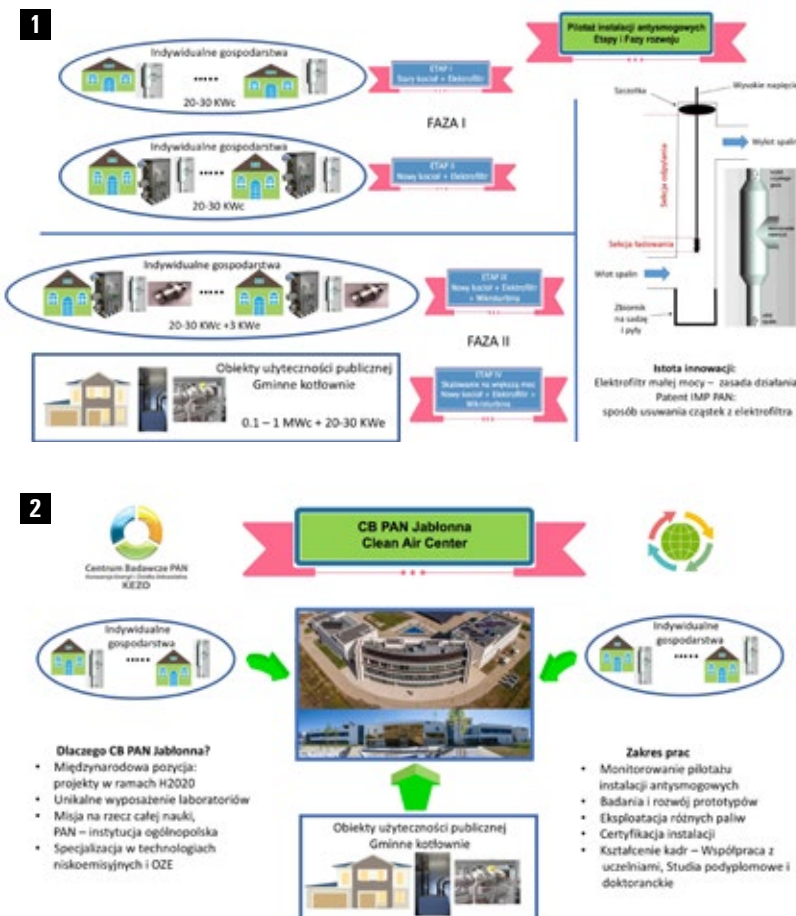 1
Pilotaż instalacji antysmogowych
Etapy i Fazy rozwoju
Indywidualne gospodarstwa
20-30 KWc
ETAP I
Stary kocioł + Elektrofiltr
FAZA I
Indywidualne gospodarstwa
20-30 KWc
ETAP II
Nowy kocioł + Elektrofiltr
Indywidualne gospodarstwa
20-30 KWc +3 KWe
ETAP III
Nowy kocioł + Elektrofiltr
+ Mikroturbina
FAZA II
Obiekty użyteczności publicznej
Gminne kotłownie
0.1 – 1 MWc + 20-30 KWe
ETAP IV
Skalowanie na większą moc
Nowy kocioł + Elektrofiltr +
Mikroturbina
Szczotka
Wysokie napięcie
Wylot spalin
Sekcja odpylania
Sekcja ładowania
Wlot spalin
Zbiornik
na sadzę
i pyły
Istota innowacji:
Elektrofiltr małej mocy – zasada działania
Patent IMP PAN:
sposób usuwania cząstek z elektrofiltra
2
CB PAN Jabłonna
Clean Air Center
Centrum Badawcze PAN
KEZO
Indywidualne
gospodarstwa
Indywidualne
gospodarstwa
Dlaczego CB PAN Jabłonna?
• Międzynarodowa pozycja:
projekty w ramach H2020
• Unikalne wyposażenie laboratoriów
• Misja na rzecz całej nauki,
PAN – instytucja ogólnopolska
• Specjalizacja w technologiach
niskoemisyjnych i OZE
Obiekty użyteczności publicznej
Gminne kotłownie
Zakres prac
• Monitorowanie pilotażu
instalacji antysmogowych
• Badania i rozwój prototypów
• Eksploatacja różnych paliw
• Certyfikacja instalacji
• Kształcenie kadr – Współpraca z
uczelniami, Studia podyplomowe i
doktoranckie